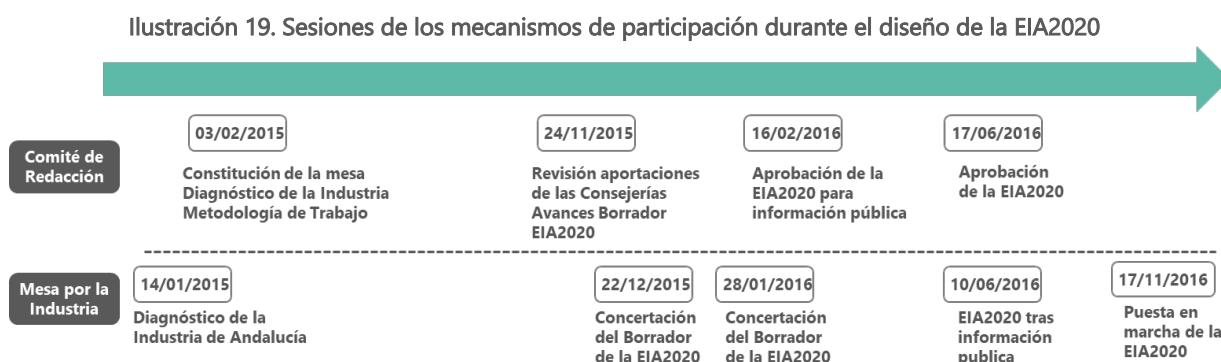 Ilustración 19. Sesiones de los mecanismos de participación durante el diseño de la EIA2020
Comité de
Redacción
03/02/2015
Constitución de la mesa
Diagnóstico de la Industria
Metodología de Trabajo
24/11/2015
Revisión aportaciones
de las Consejerías
Avances Borrador
EIA2020
16/02/2016
Aprobación de la
EIA2020 para
información pública
17/06/2016
Aprobación
de la EIA2020
Mesa por la
Industria
14/01/2015
Diagnóstico de la
Industria de Andalucía
22/12/2015
Concertación
del Borrador
de la EIA2020
28/01/2016
Concertación
del Borrador
de la EIA2020
10/06/2016
EIA2020 tras
información
publica
17/11/2016
Puesta en
marcha de la
EIA2020